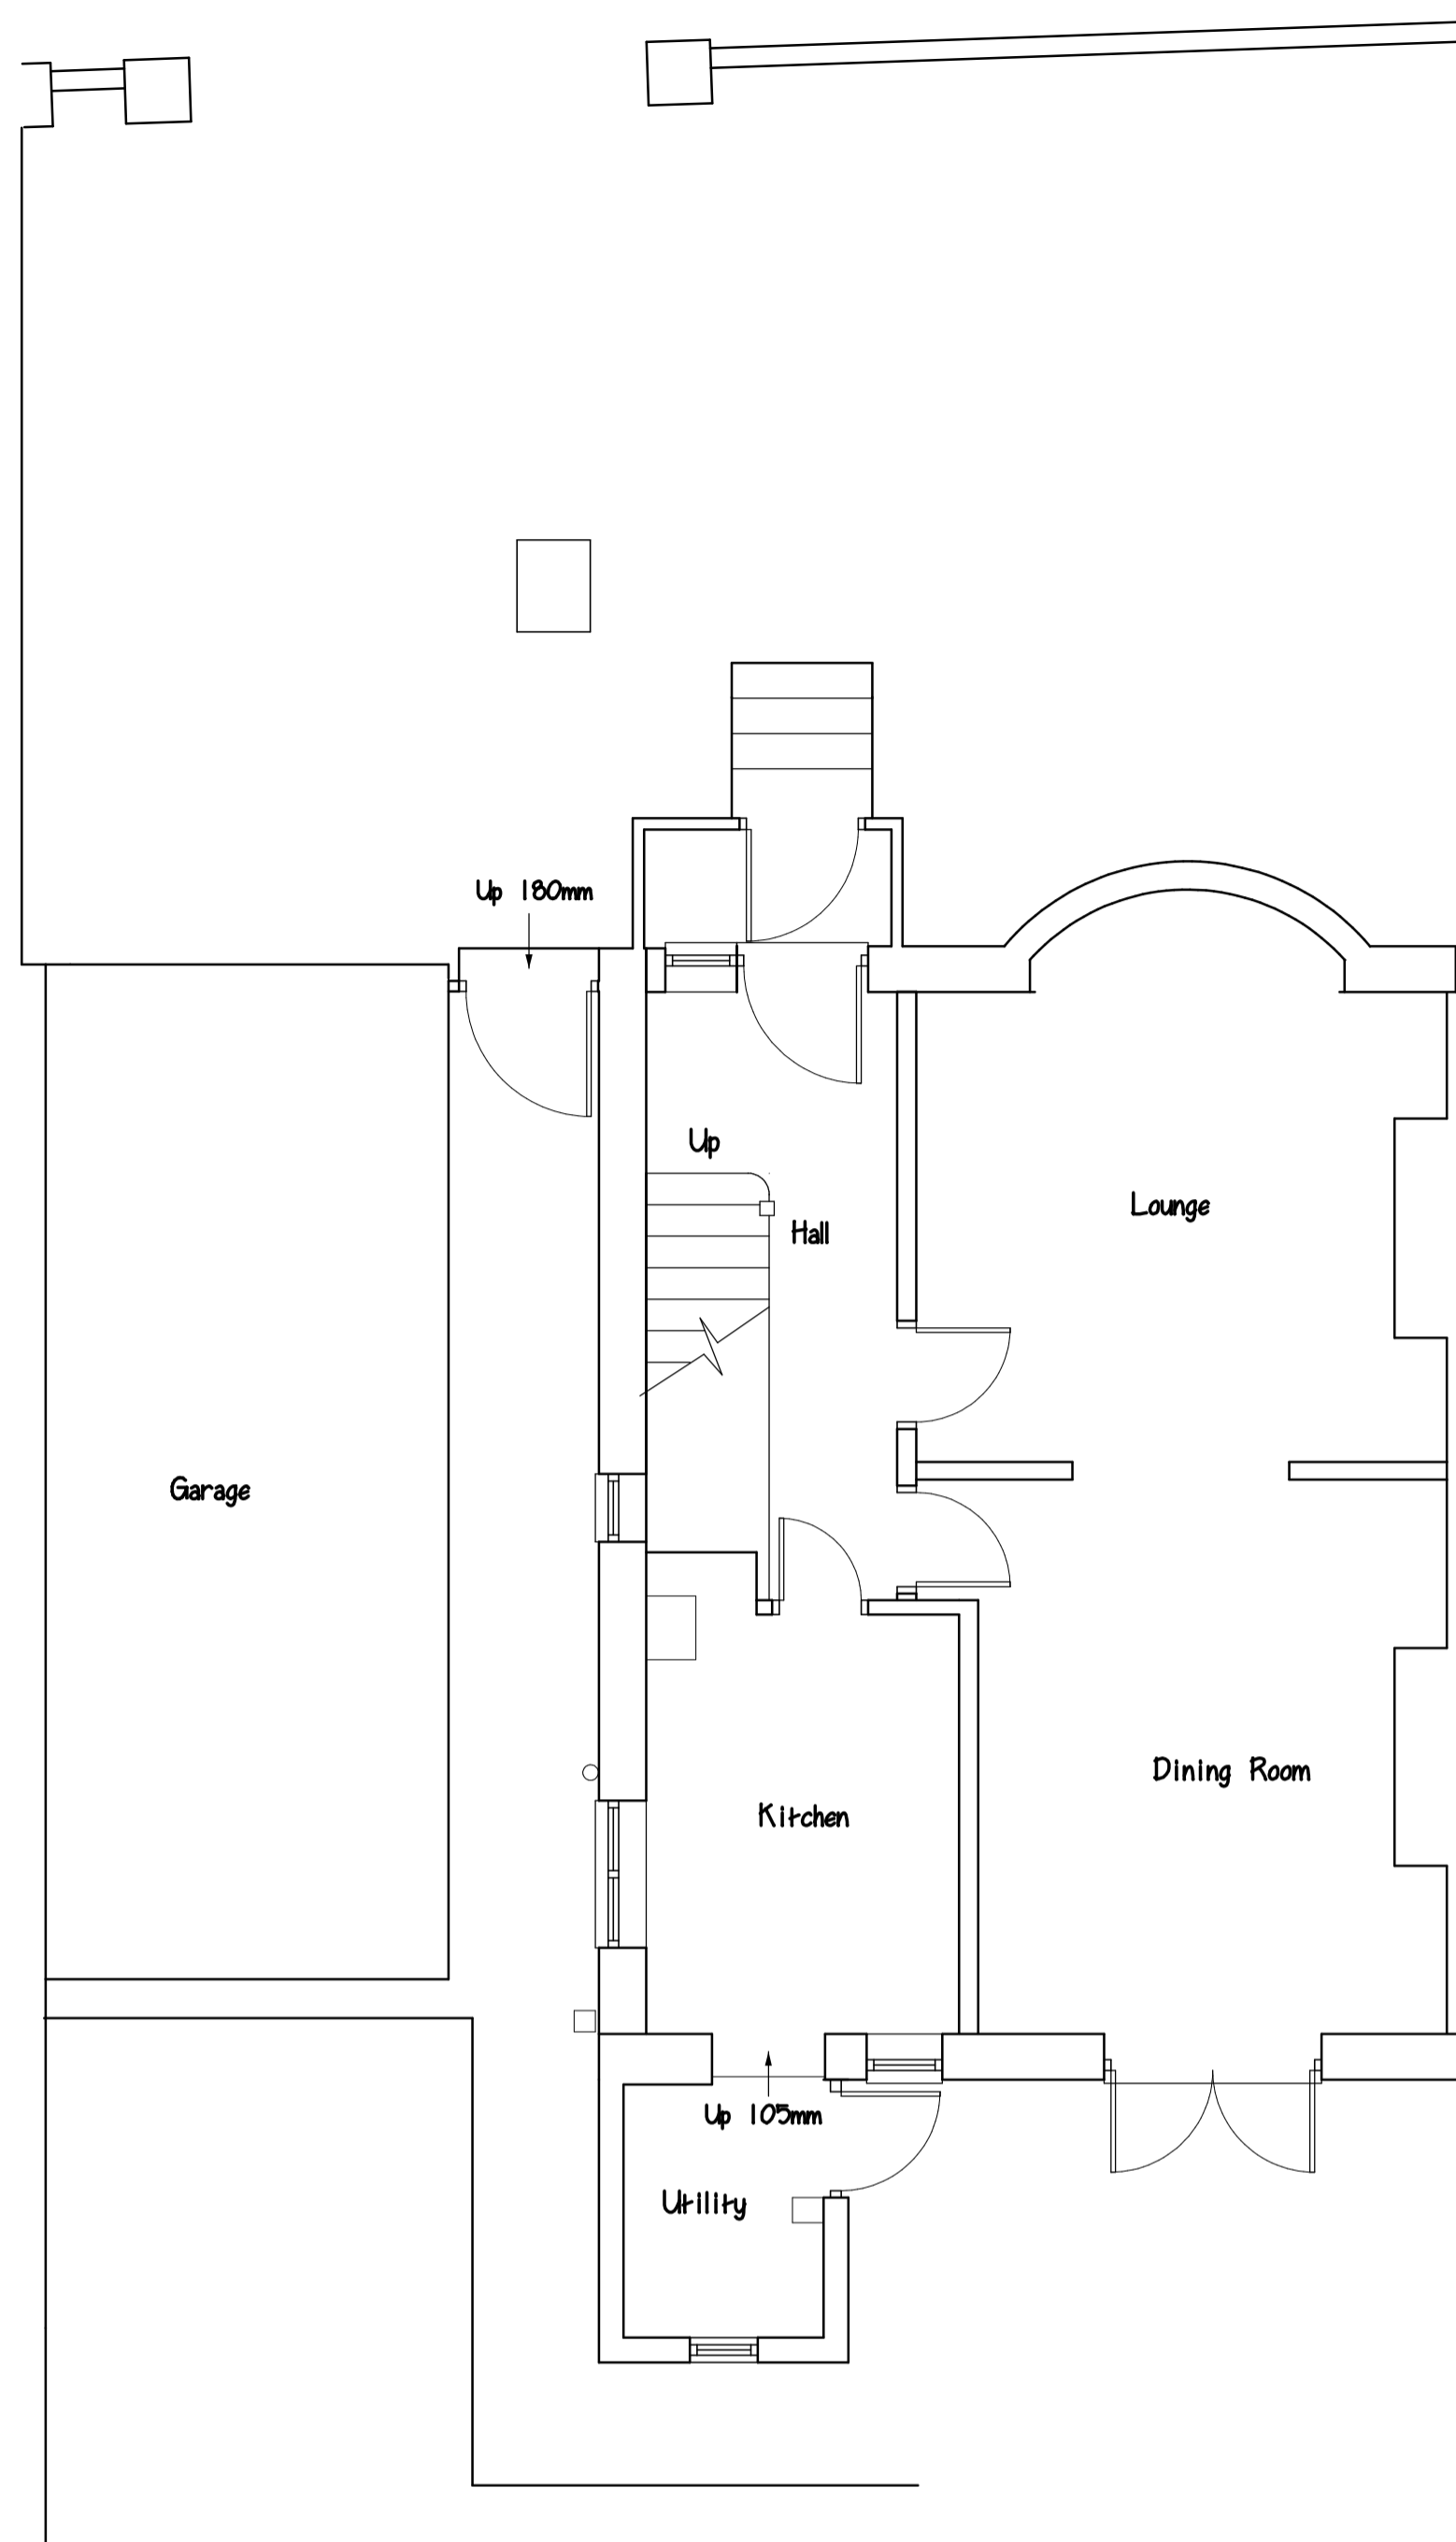 Up 180mm
Up
Lounge
Hall
Garage
Dining Room
Kitchen
Up 105mm
Utility